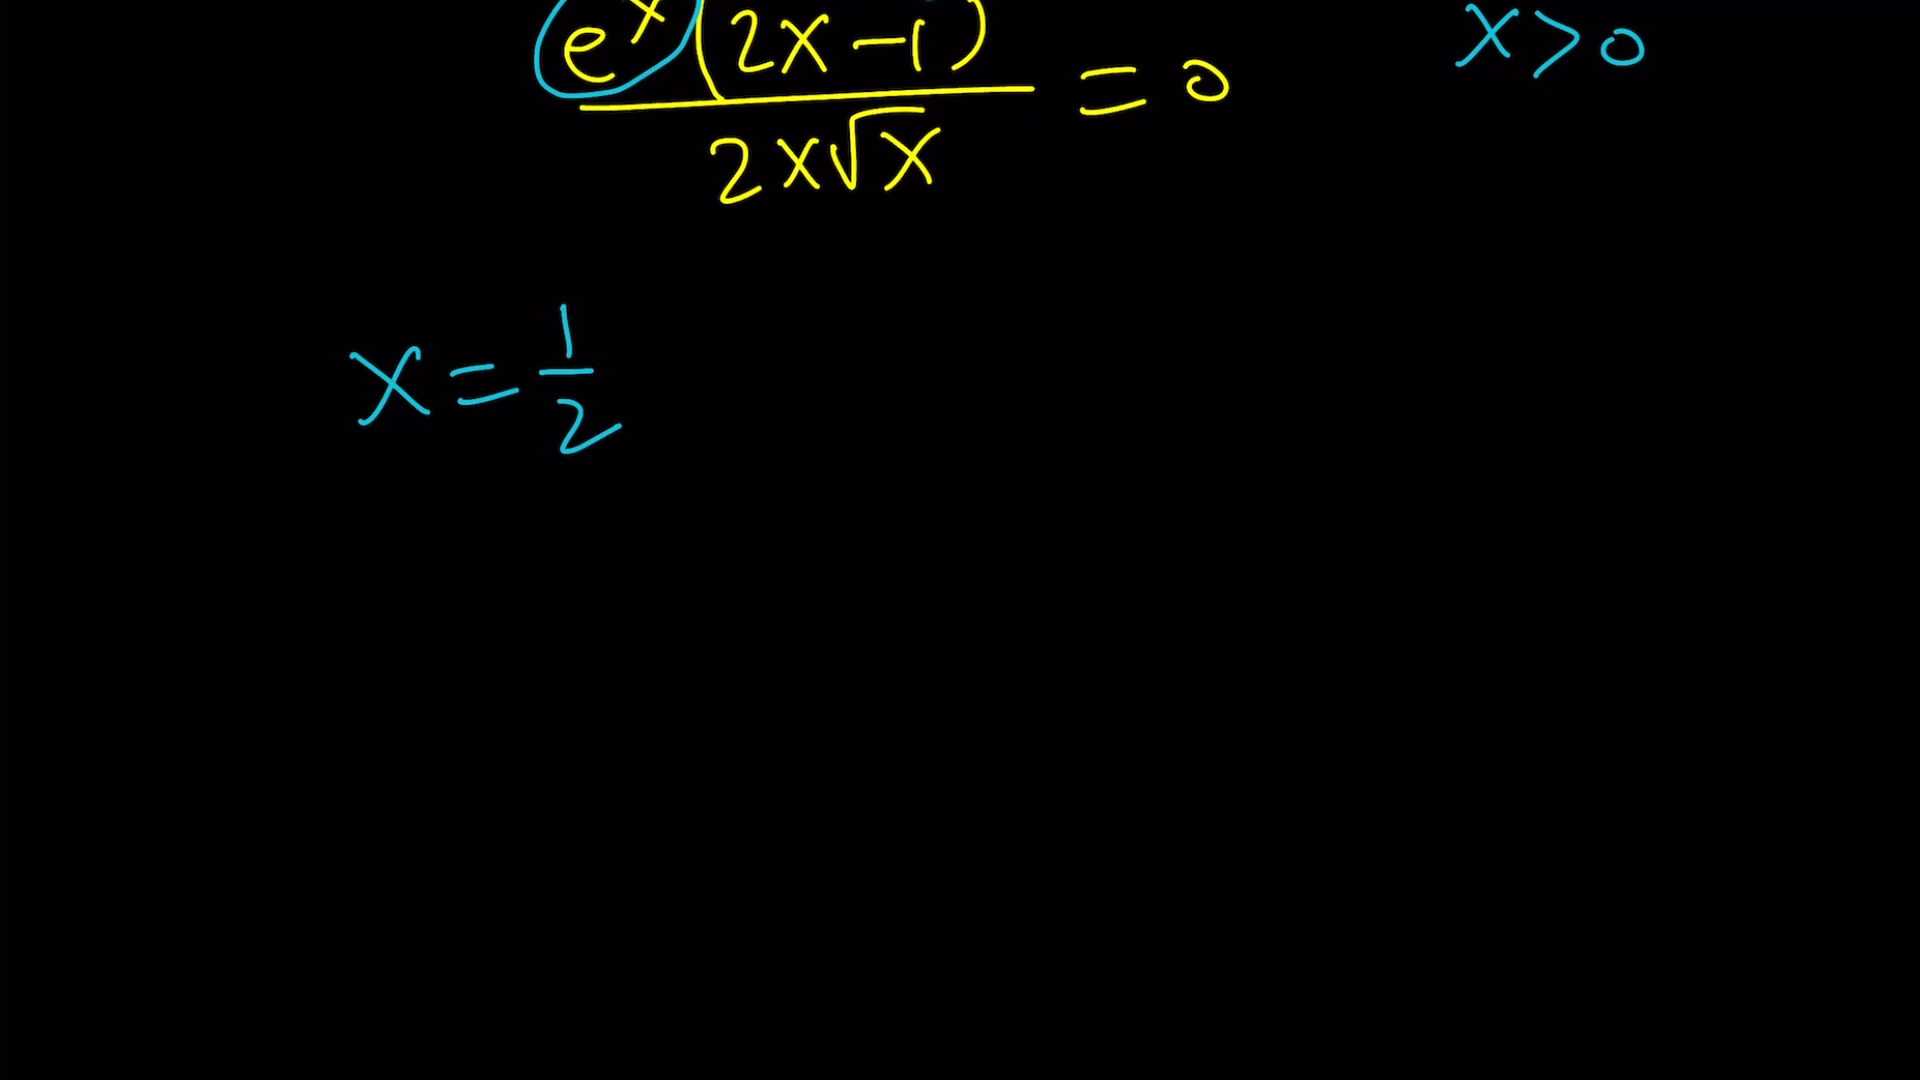 e^x (2x-1) / 2x√x = 0
x>0
x = 1/2